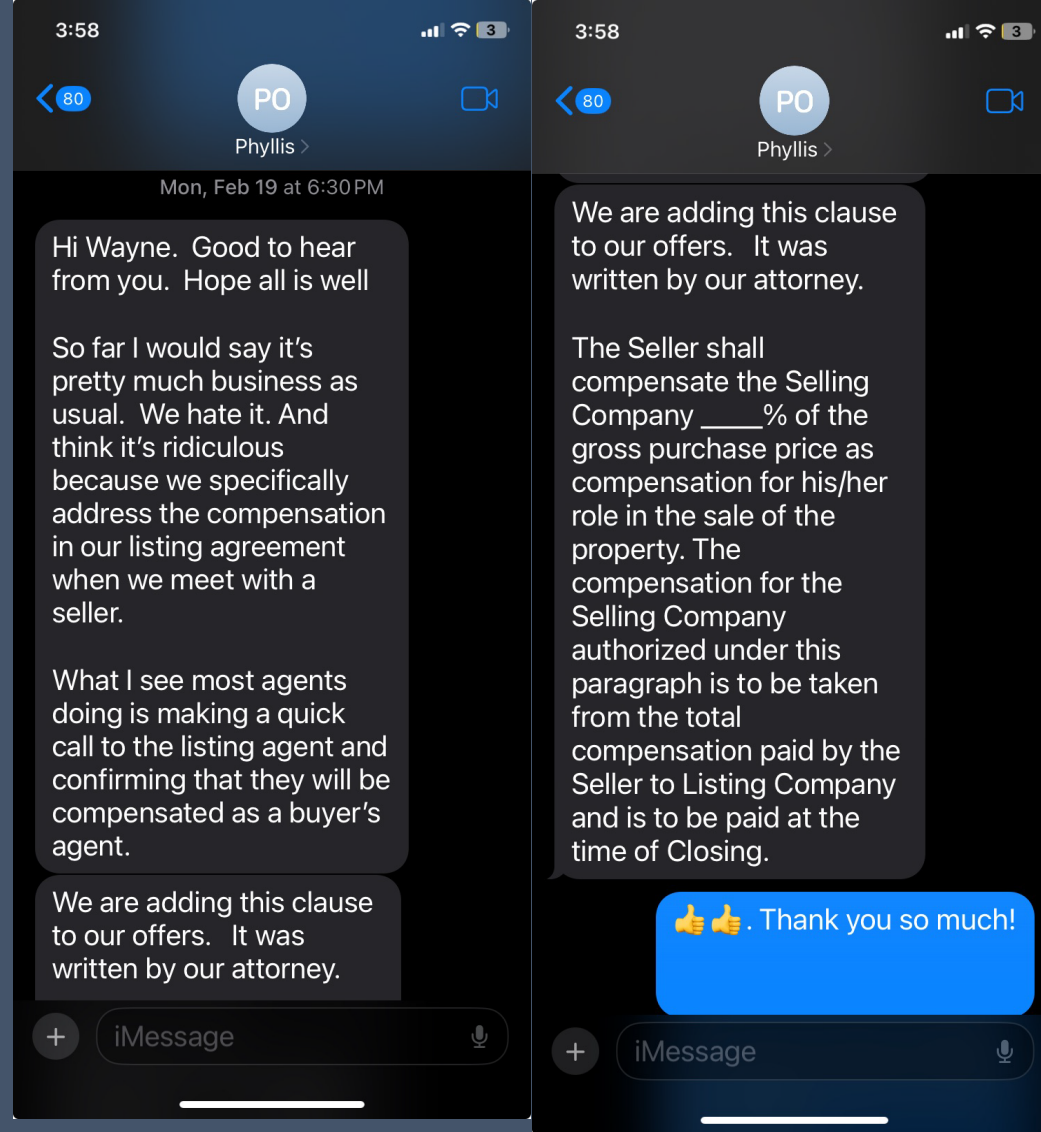 3:58
3
80
PO
Phyllis
Mon, Feb 19 at 6:30 PM
Hi Wayne.  Good to hear
from you.  Hope all is well
So far I would say it's
pretty much business as
usual.  We hate it. And
think it's ridiculous
because we specifically
address the compensation
in our listing agreement
when we meet with a
seller.
What I see most agents
doing is making a quick
call to the listing agent and
confirming that they will be
compensated as a buyer's
agent.
We are adding this clause
to our offers.   It was
written by our attorney.
iMessage
3:58
3
80
PO
Phyllis
We are adding this clause
to our offers.   It was
written by our attorney.
The Seller shall
compensate the Selling
Company _____% of the
gross purchase price as
compensation for his/her
role in the sale of the
property. The
compensation for the
Selling Company
authorized under this
paragraph is to be taken
from the total
compensation paid by the
Seller to Listing Company
and is to be paid at the
time of Closing.
👍👍. Thank you so much!
iMessage